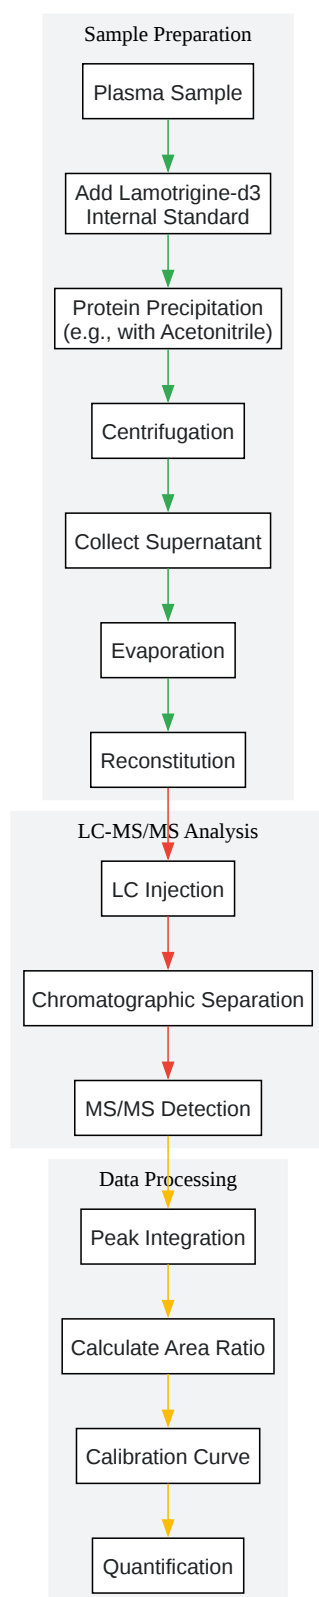 Sample Preparation
Plasma Sample
Add Lamotrigine-d3
Internal Standard
Protein Precipitation
(e.g., with Acetonitrile)
Centrifugation
Collect Supernatant
Evaporation
Reconstitution
LC-MS/MS Analysis
LC Injection
Chromatographic Separation
MS/MS Detection
Data Processing
Peak Integration
Calculate Area Ratio
Calibration Curve
Quantification